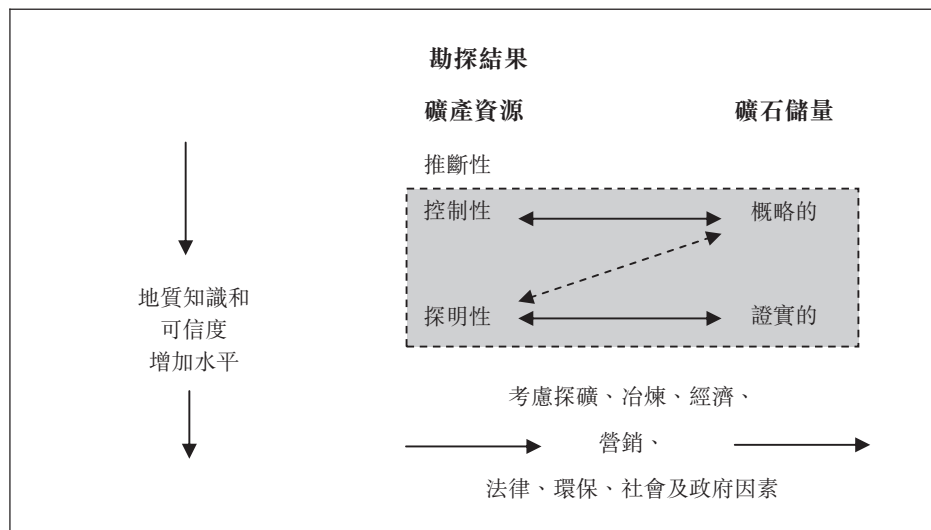 勘探結果
礦產資源
礦石儲量
推斷性
控制性
概略的
探明性
證實的
地質知識和
可信度
增加水平
考慮探礦、冶煉、經濟、
營銷、
法律、環保、社會及政府因素